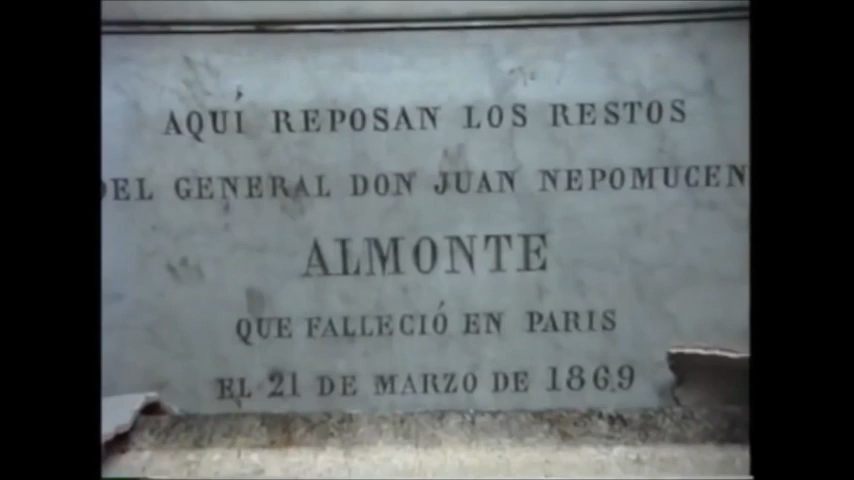 AQUÍ REPOSAN LOS RESTOS
DEL GENERAL DON JUAN NEPOMUCEN
ALMONTE
QUE FALLECIÓ EN PARIS
EL 21 DE MARZO DE 1869